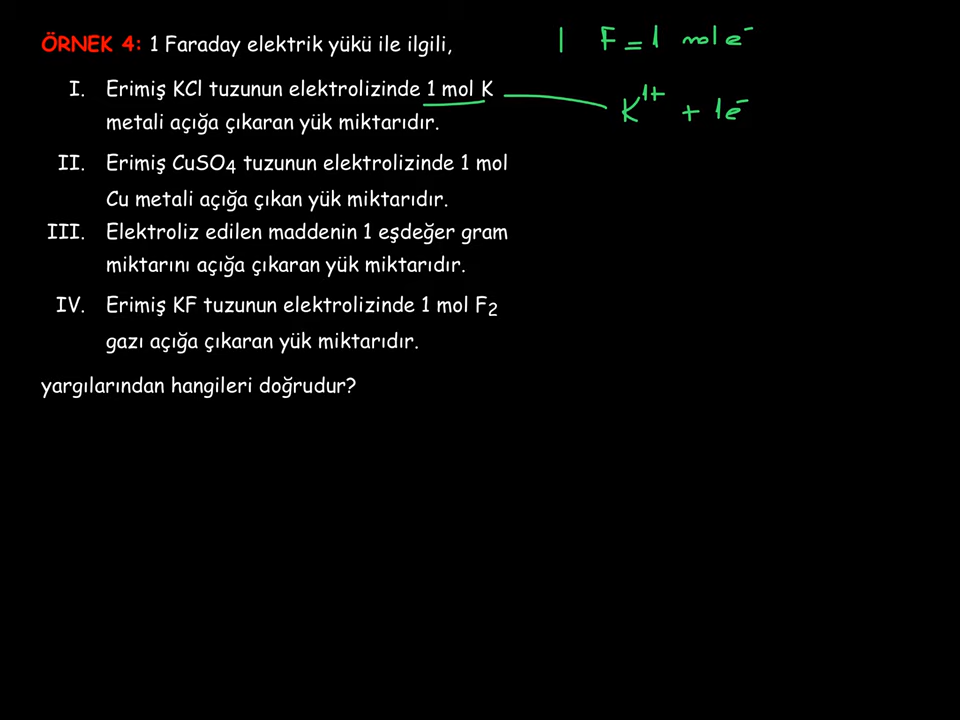 ÖRNEK 4: 1 Faraday elektrik yükü ile ilgili,
1 F = 1 mol e⁻
I. Erimiş KCl tuzunun elektrolizinde 1 mol K
metali açığa çıkaran yük miktarıdır.
K¹⁺ + 1e⁻
II. Erimiş CuSO₄ tuzunun elektrolizinde 1 mol
Cu metali açığa çıkan yük miktarıdır.
III. Elektroliz edilen maddenin 1 eşdeğer gram
miktarını açığa çıkaran yük miktarıdır.
IV. Erimiş KF tuzunun elektrolizinde 1 mol F₂
gazı açığa çıkaran yük miktarıdır.
yargılarından hangileri doğrudur?